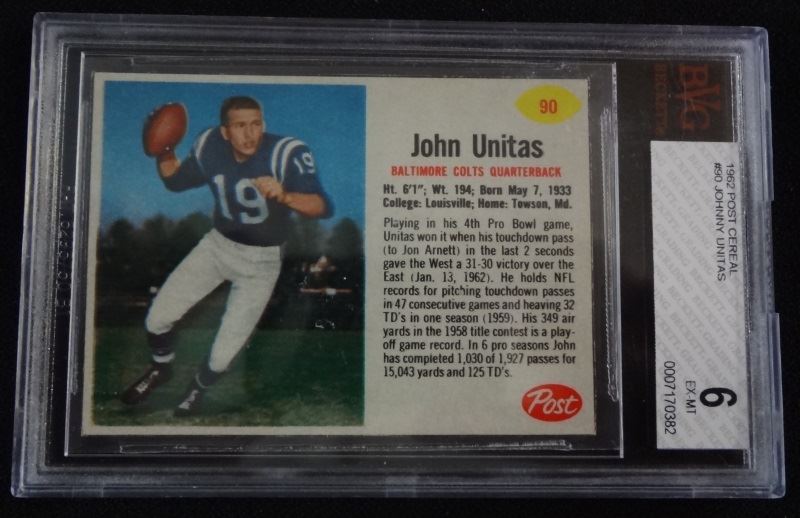 90
John Unitas
BALTIMORE COLTS QUARTERBACK
Ht. 6'1"; Wt. 194; Born May 7, 1933
College: Louisville; Home: Towson, Md.
Playing in his 4th Pro Bowl game,
Unitas won it when his touchdown pass
(to Jon Arnett) in the last 2 seconds
gave the West a 31-30 victory over the
East (Jan. 13, 1962). He holds NFL
records for pitching touchdown passes
in 47 consecutive games and heaving 32
TD's in one season (1959). His 349 air
yards in the 1958 title contest is a play-
off game record. In 6 pro seasons John
has completed 1,030 of 1,927 passes for
15,043 yards and 125 TD's.
Post
19
19
BVG
BECKETT
1962 POST CEREAL
#90 JOHNNY UNITAS
6
EX-MT
0007170382